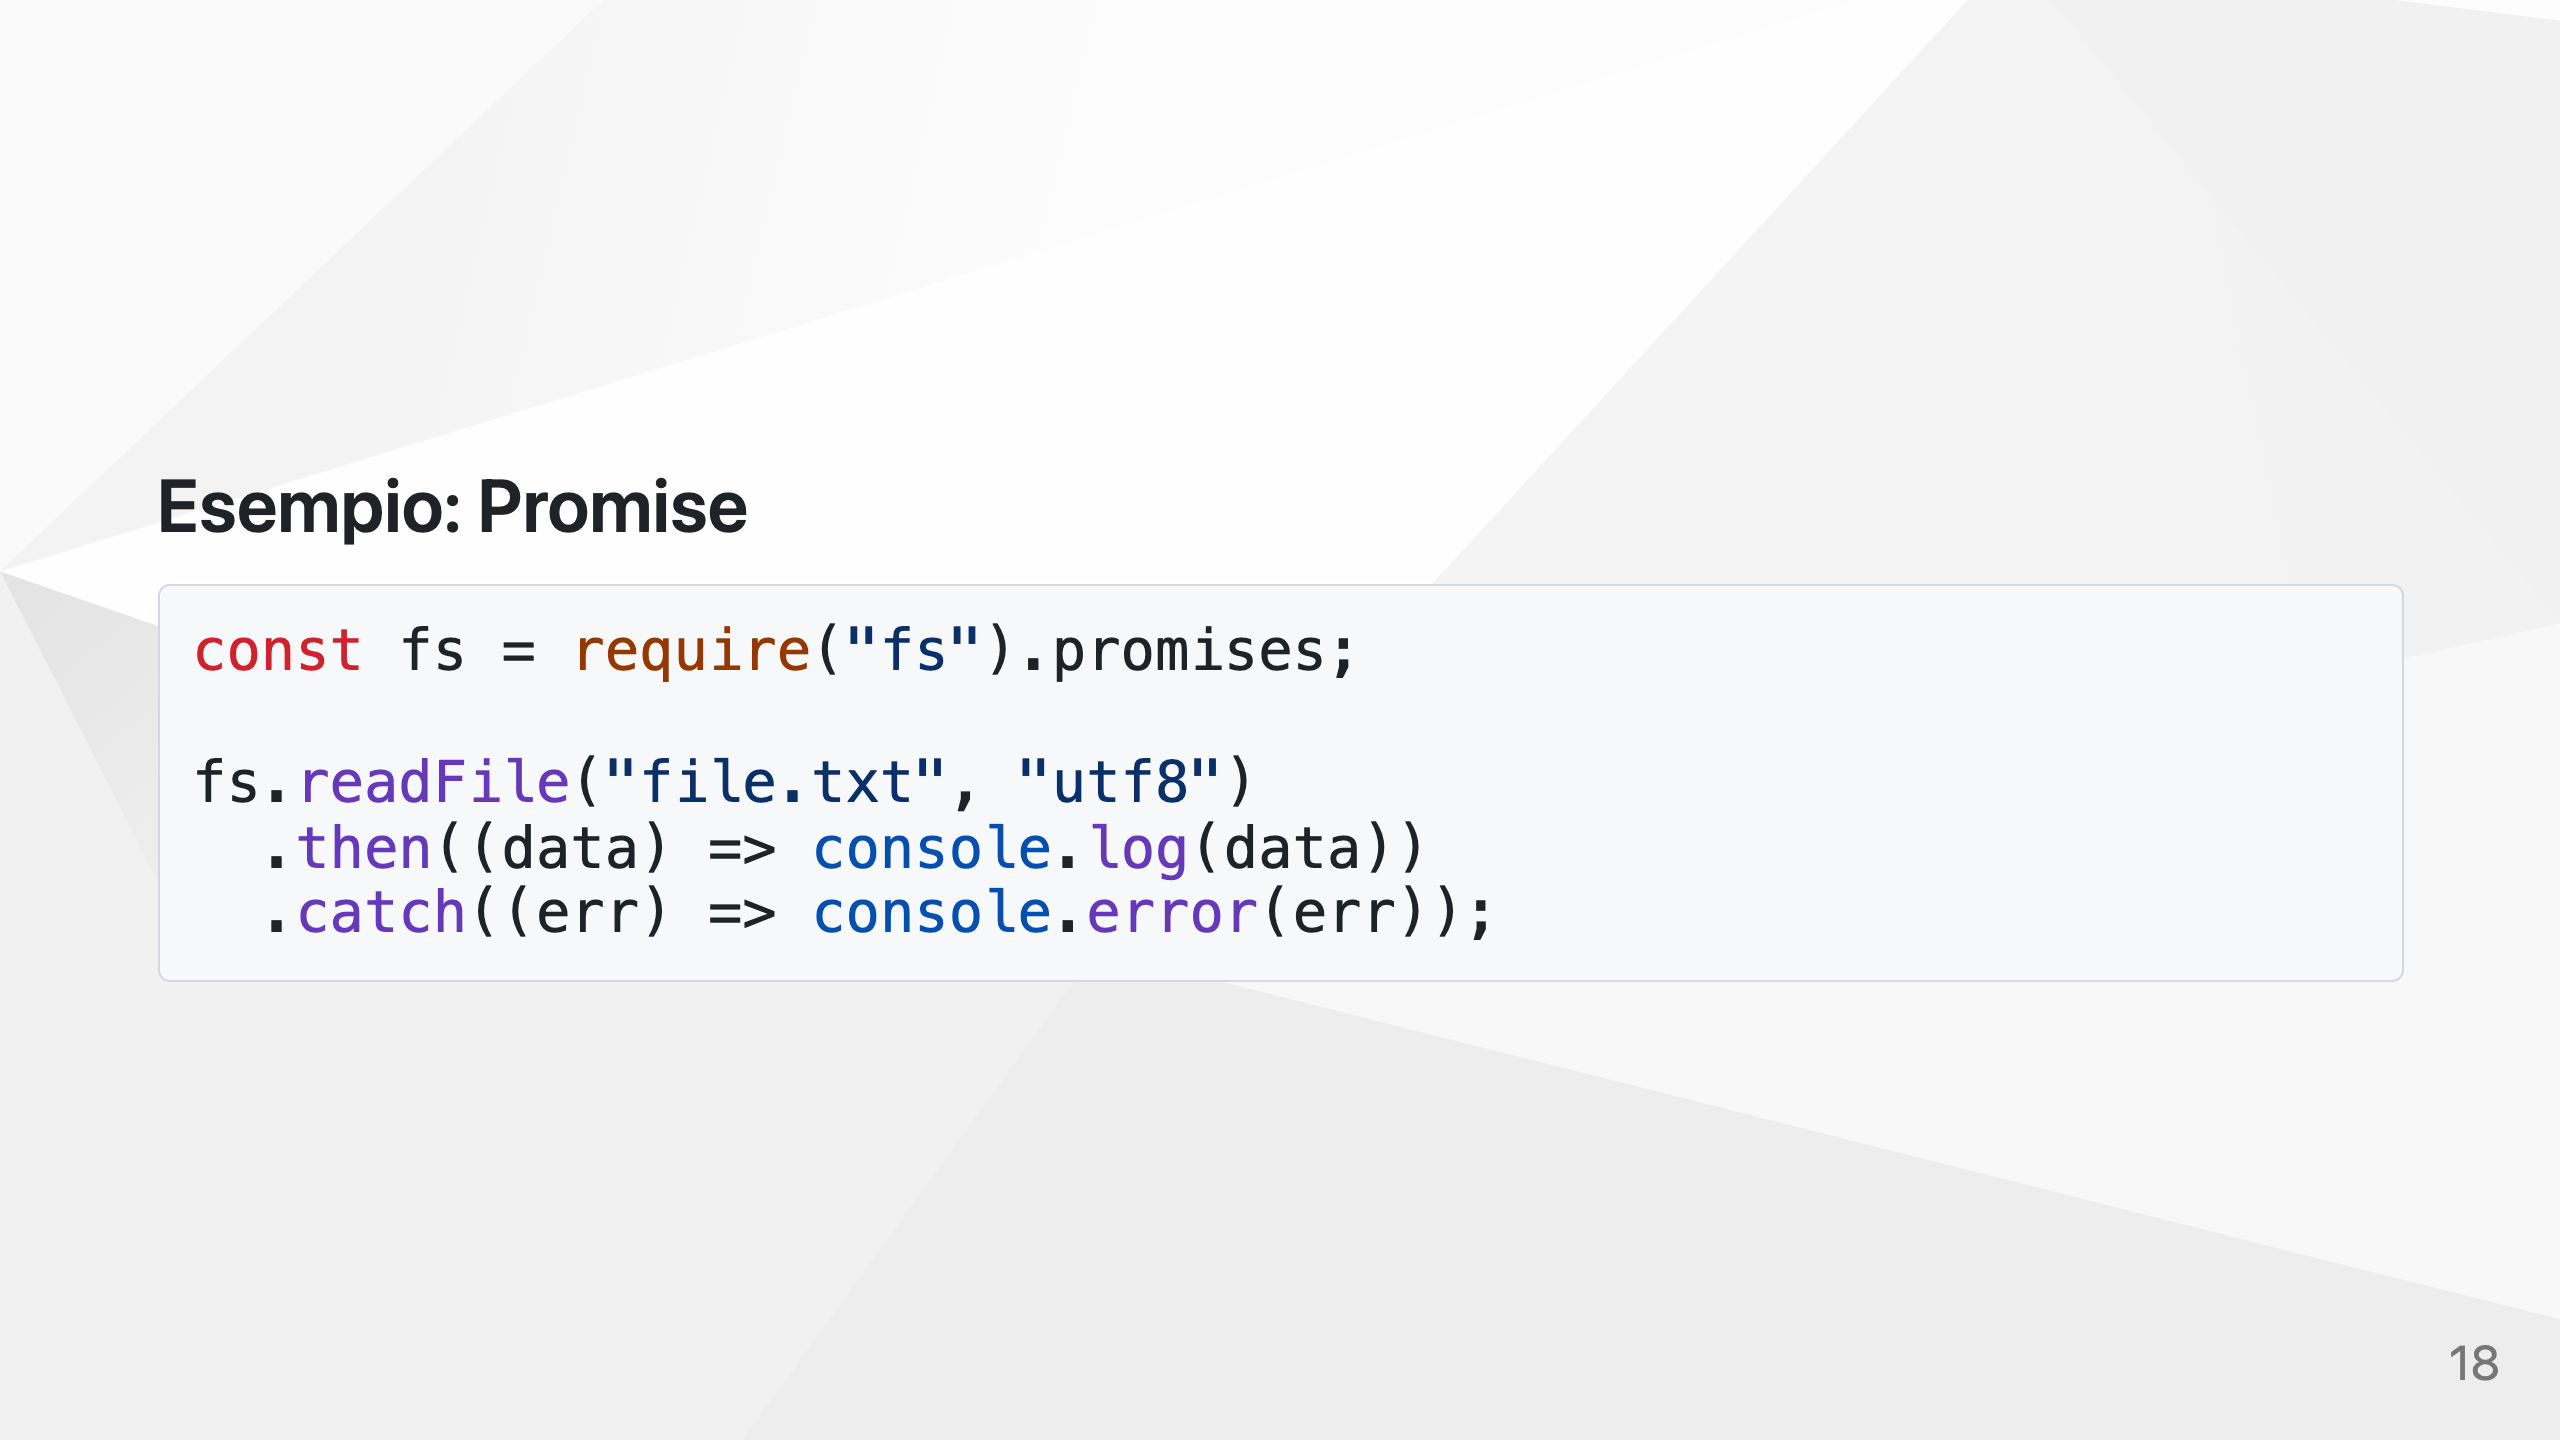 Esempio: Promise
const fs = require("fs").promises;

fs.readFile("file.txt", "utf8")
  .then((data) => console.log(data))
  .catch((err) => console.error(err));
18